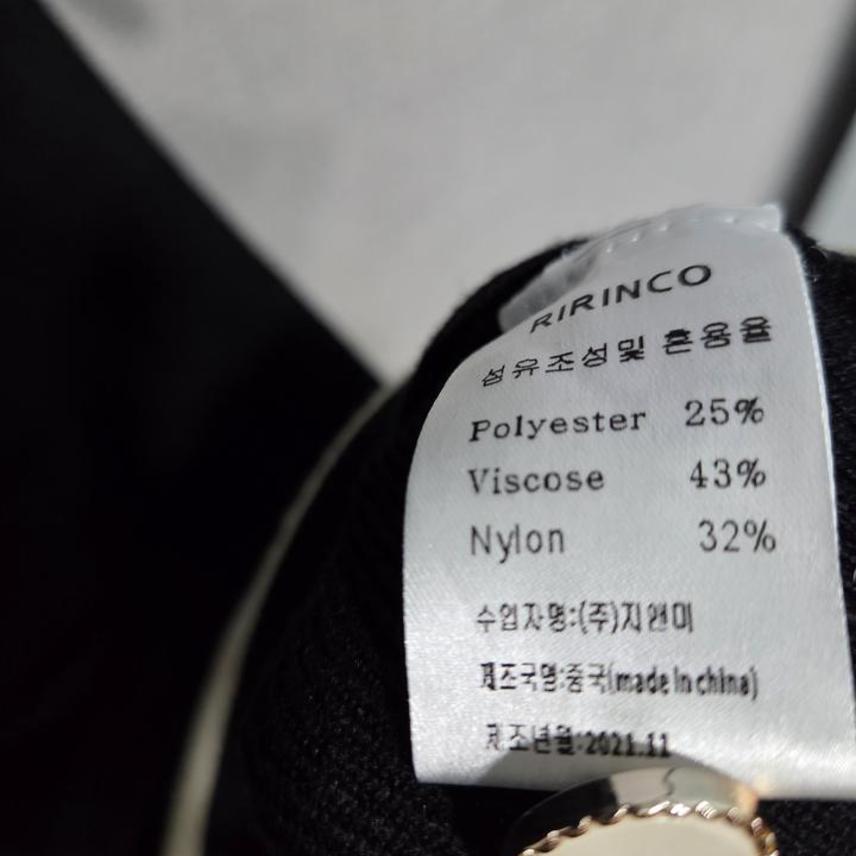 RIRINCO
섬유조성및 혼용율
Polyester 25%
Viscose 43%
Nylon 32%
수입자명:(주)지앤미
제조국명:중국(made in china)
제조년월:2021.11